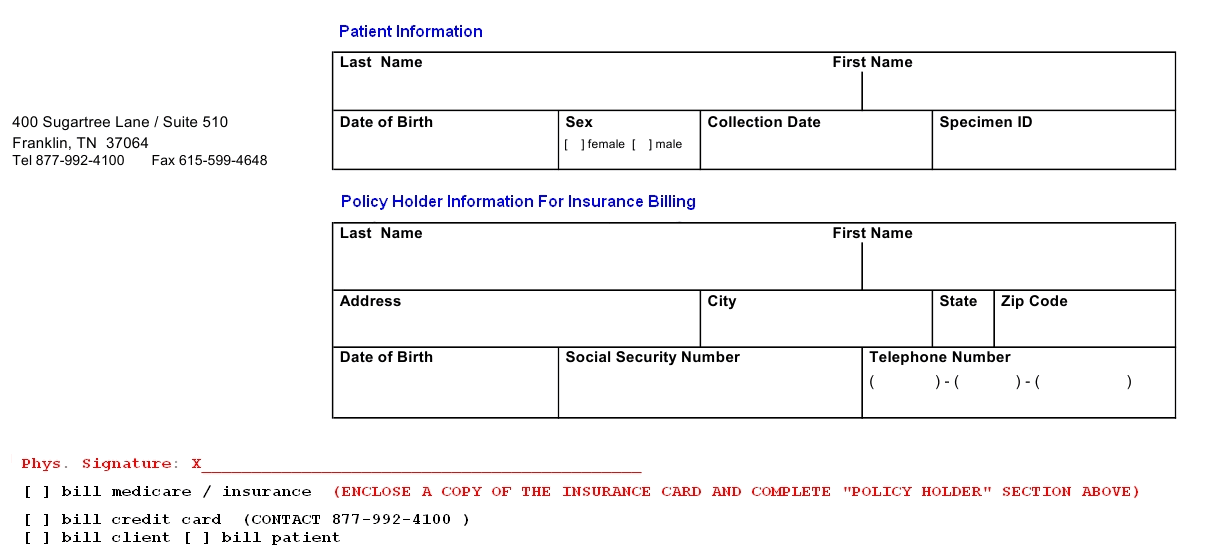 Patient Information
Last Name First Name
400 Sugartree Lane / Suite 510
Franklin, TN 37064
Tel 877-992-4100 Fax 615-599-4648
Date of Birth Sex Collection Date Specimen ID
[ ] female [ ] male
Policy Holder Information For Insurance Billing
Last Name First Name
Address City State Zip Code
Date of Birth Social Security Number Telephone Number
( ) - ( ) - ( )
Phys. Signature: X____________________________________________
[ ] bill medicare / insurance (ENCLOSE A COPY OF THE INSURANCE CARD AND COMPLETE "POLICY HOLDER" SECTION ABOVE)
[ ] bill credit card (CONTACT 877-992-4100 )
[ ] bill client [ ] bill patient